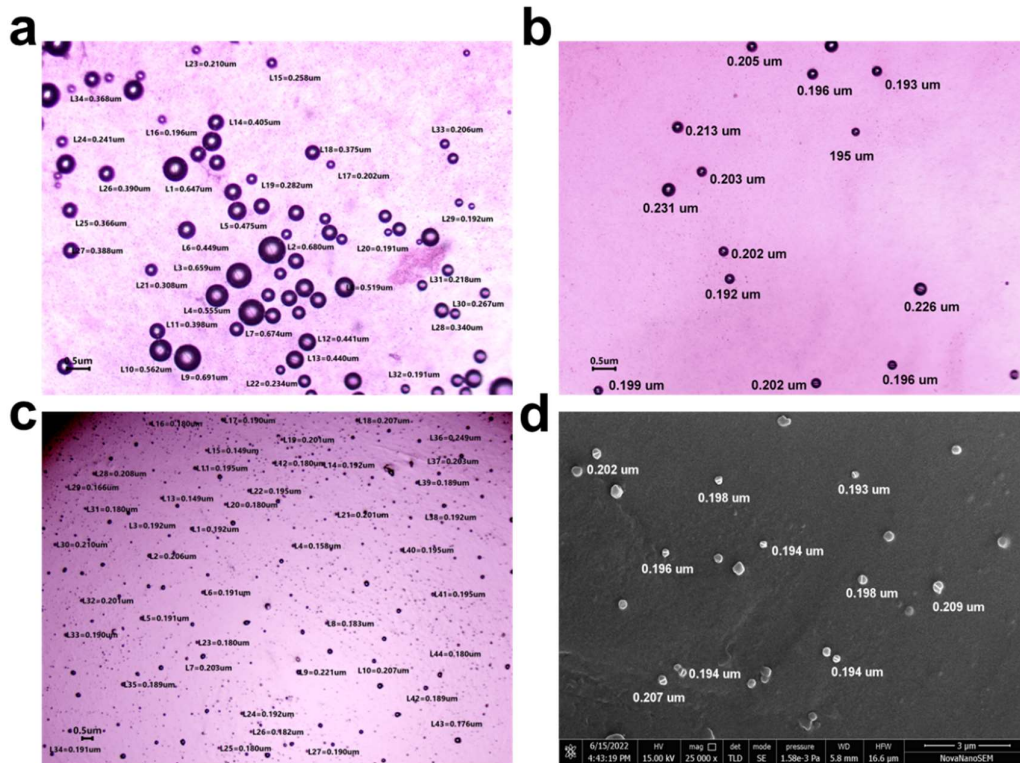 a
L23=0.210um
L15=0.258um
L34=0.368um
L16=0.196um
L14=0.405um
L33=0.206um
L24=0.241um
L18=0.375um
L17=0.202um
L26=0.390um
L1=0.647um
L19=0.282um
L25=0.366um
L5=0.475um
L29=0.192um
L6=0.449um
L27=0.388um
L2=0.680um
L20=0.191um
L3=0.659um
L21=0.308um
L31=0.218um
=0.519um
L30=0.267um
L4=0.555um
L11=0.398um
L7=0.674um
L28=0.340um
L12=0.441um
L13=0.440um
0.5um
L10=0.562um
L9=0.691um
L22=0.234um
L32=0.191um
b
0.205 um
0.196 um
0.193 um
0.213 um
195 um
0.203 um
0.231 um
0.202 um
0.192 um
0.226 um
0.5um
0.199 um
0.202 um
0.196 um
c
L16=0.180um
L17=0.190um
L18=0.207um
L19=0.201um
L36=0.249um
L15=0.149um
L37=0.203um
L11=0.195um
L12=0.180um
L14=0.192um
L28=0.208um
L39=0.189um
L29=0.166um
L22=0.195um
L13=0.149um
L20=0.180um
L31=0.180um
L21=0.201um
L38=0.192um
L3=0.192um
L1=0.192um
L30=0.210um
L4=0.158um
L40=0.195um
L2=0.206um
L6=0.191um
L41=0.195um
L32=0.201um
L5=0.191um
L8=0.183um
L33=0.190um
L23=0.180um
L44=0.180um
L7=0.203um
L9=0.221um
L10=0.207um
L35=0.189um
L42=0.189um
L24=0.192um
L43=0.176um
0.5um
L26=0.182um
L34=0.191um
L25=0.180um
L27=0.190um
d
0.202 um
0.198 um
0.193 um
0.194 um
0.196 um
0.198 um
0.209 um
0.194 um
0.194 um
0.207 um
6/15/2022 HV mag det mode pressure WD HFW 3 µm
4:43:19 PM 15.00 kV 25 000 x TLD SE 1.58e-3 Pa 5.8 mm 16.6 µm NovaNanoSEM